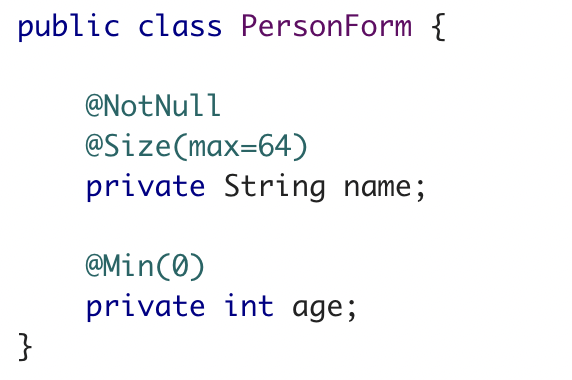 public class PersonForm {
@NotNull
@Size(max=64)
private String name;
@Min(0)
private int age;
}